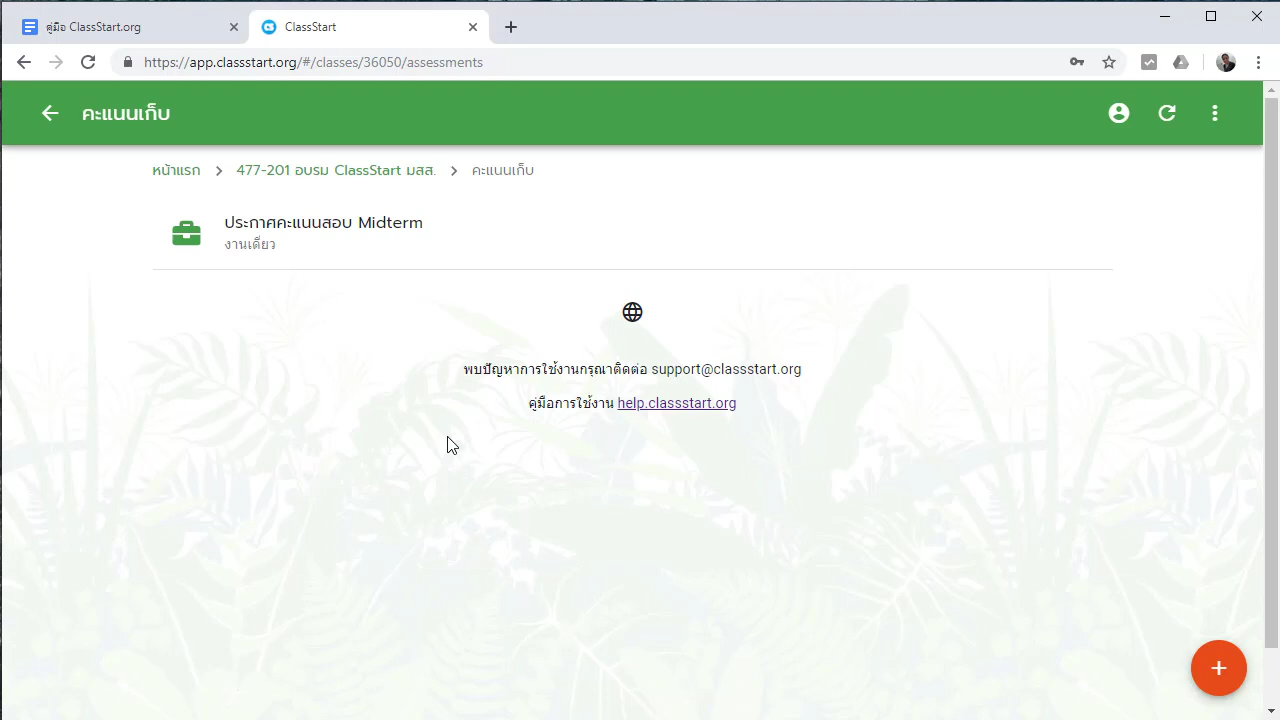 คู่มือ ClassStart.org
ClassStart
https://app.classstart.org/#/classes/36050/assessments
คะแนนเก็บ
หน้าแรก > 477-201 อบรม ClassStart มสส. > คะแนนเก็บ
ประกาศคะแนนสอบ Midterm
งานเดี่ยว
พบปัญหาการใช้งานกรุณาติดต่อ support@classstart.org
คู่มือการใช้งาน help.classstart.org